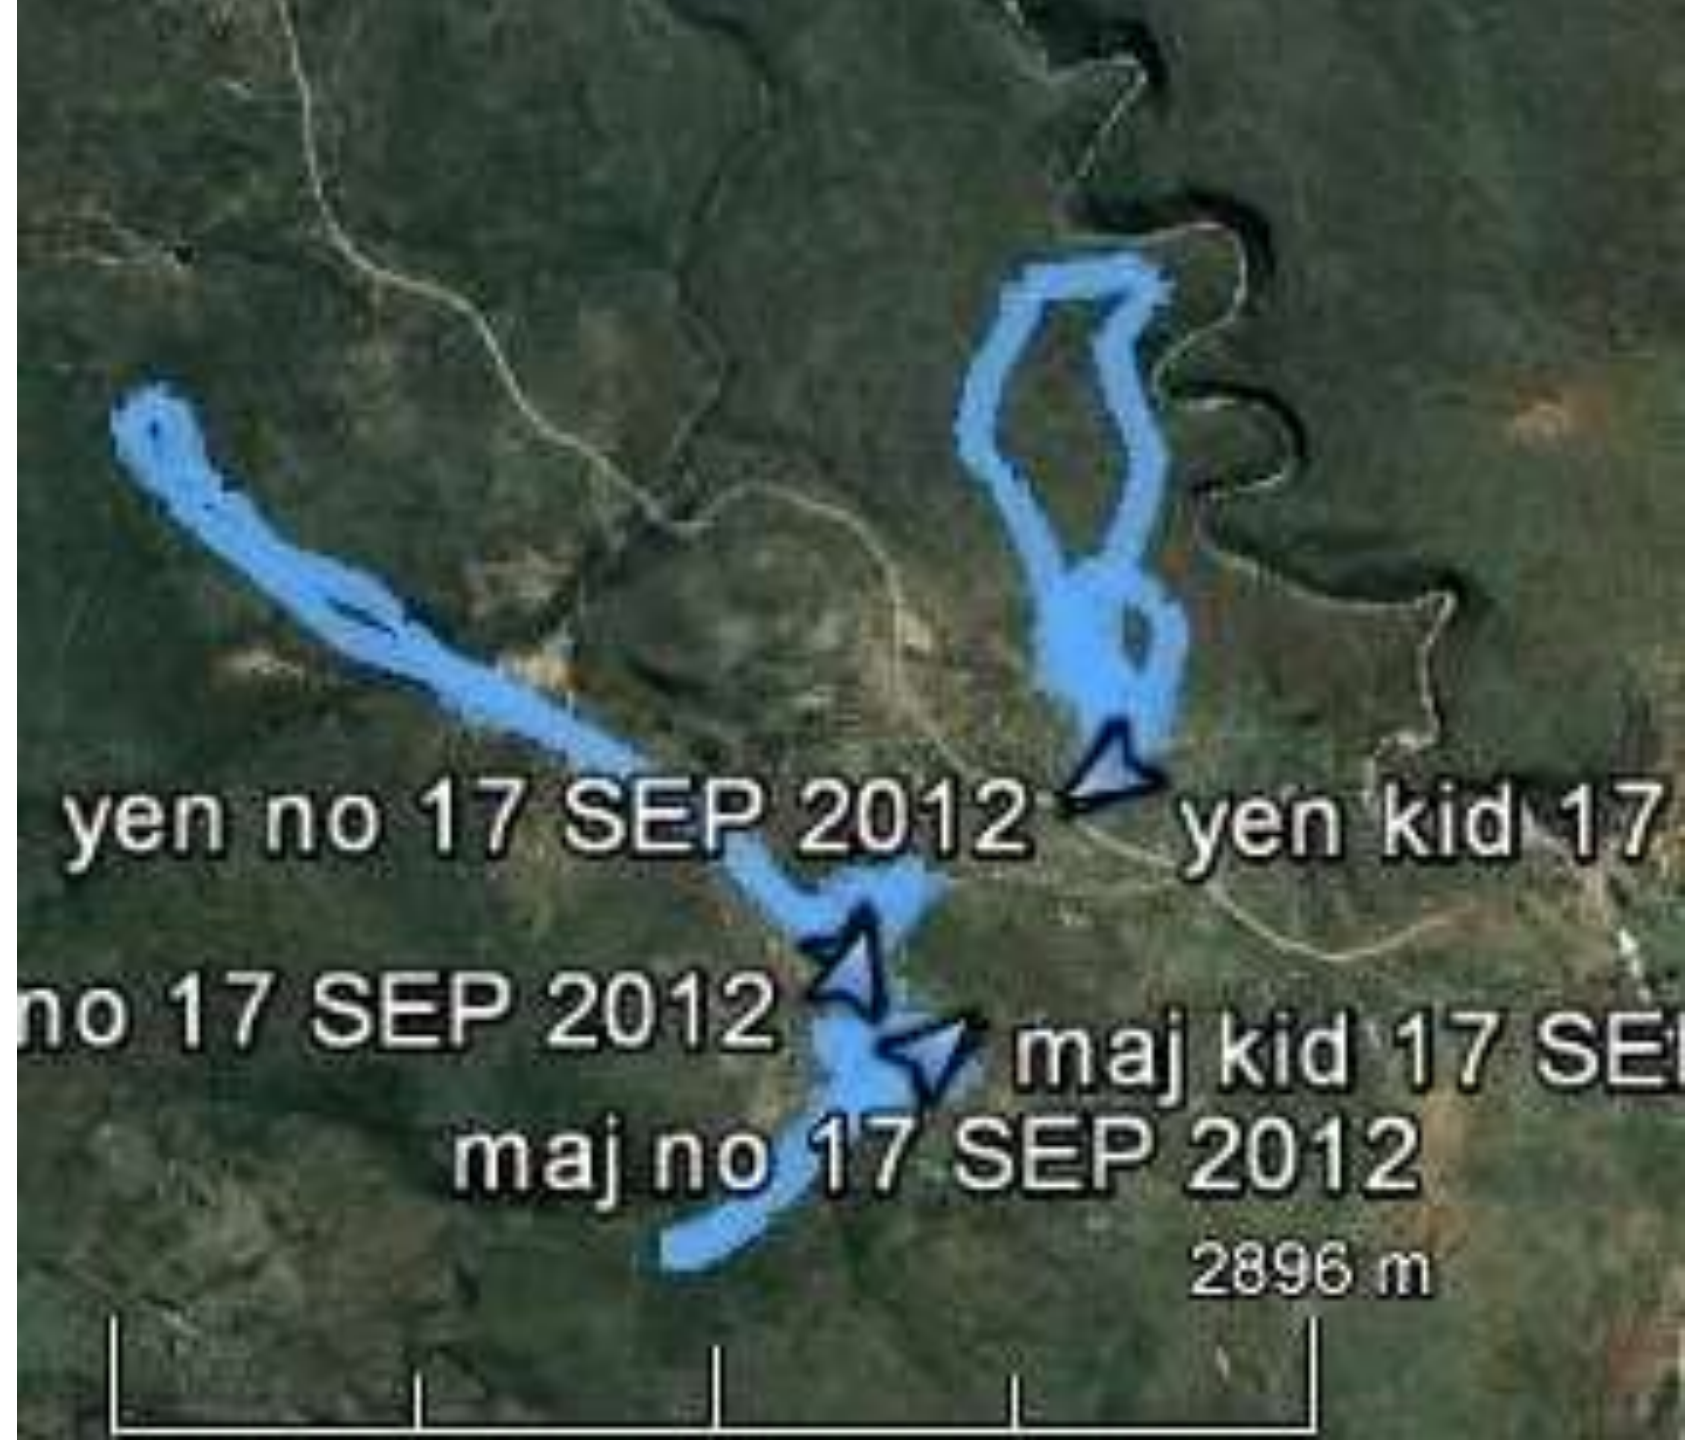 yen no 17 SEP 2012
yen kid 17
no 17 SEP 2012
maj kid 17 SE
maj no 17 SEP 2012
2896 m